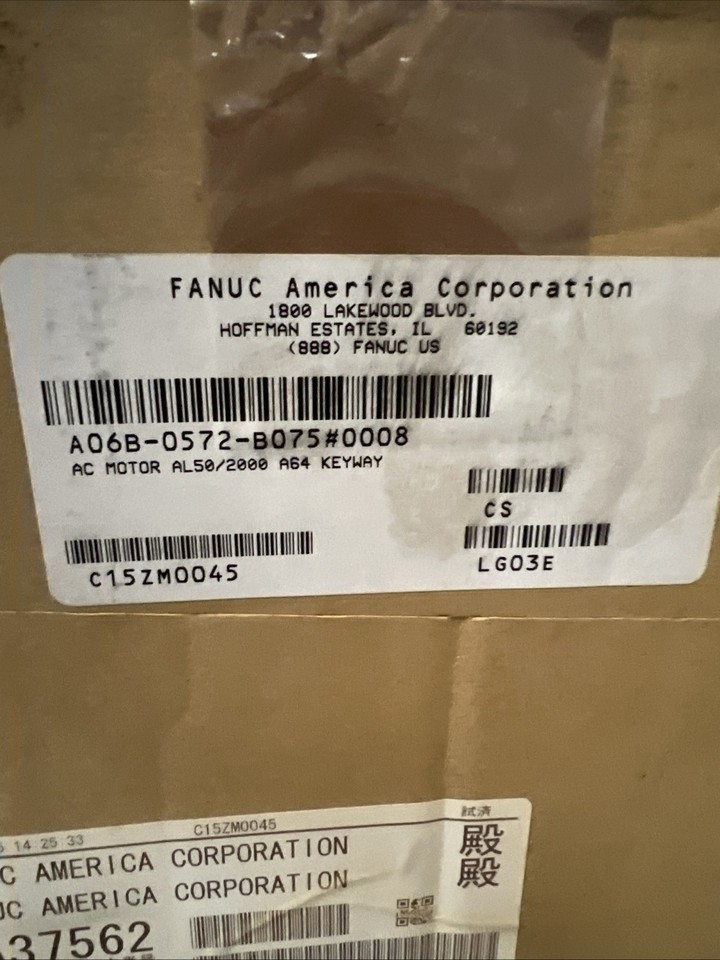 FANUC America Corporation
1800 LAKEWOOD BLVD.
HOFFMAN ESTATES, IL 60192
(888) FANUC US
A06B-0572-B075#0008
AC MOTOR AL50/2000 A64 KEYWAY
CS
C15ZM0045
LG03E
14 25 33 C15ZM0045 試済
C AMERICA CORPORATION 殿
UC AMERICA CORPORATION 殿
37562